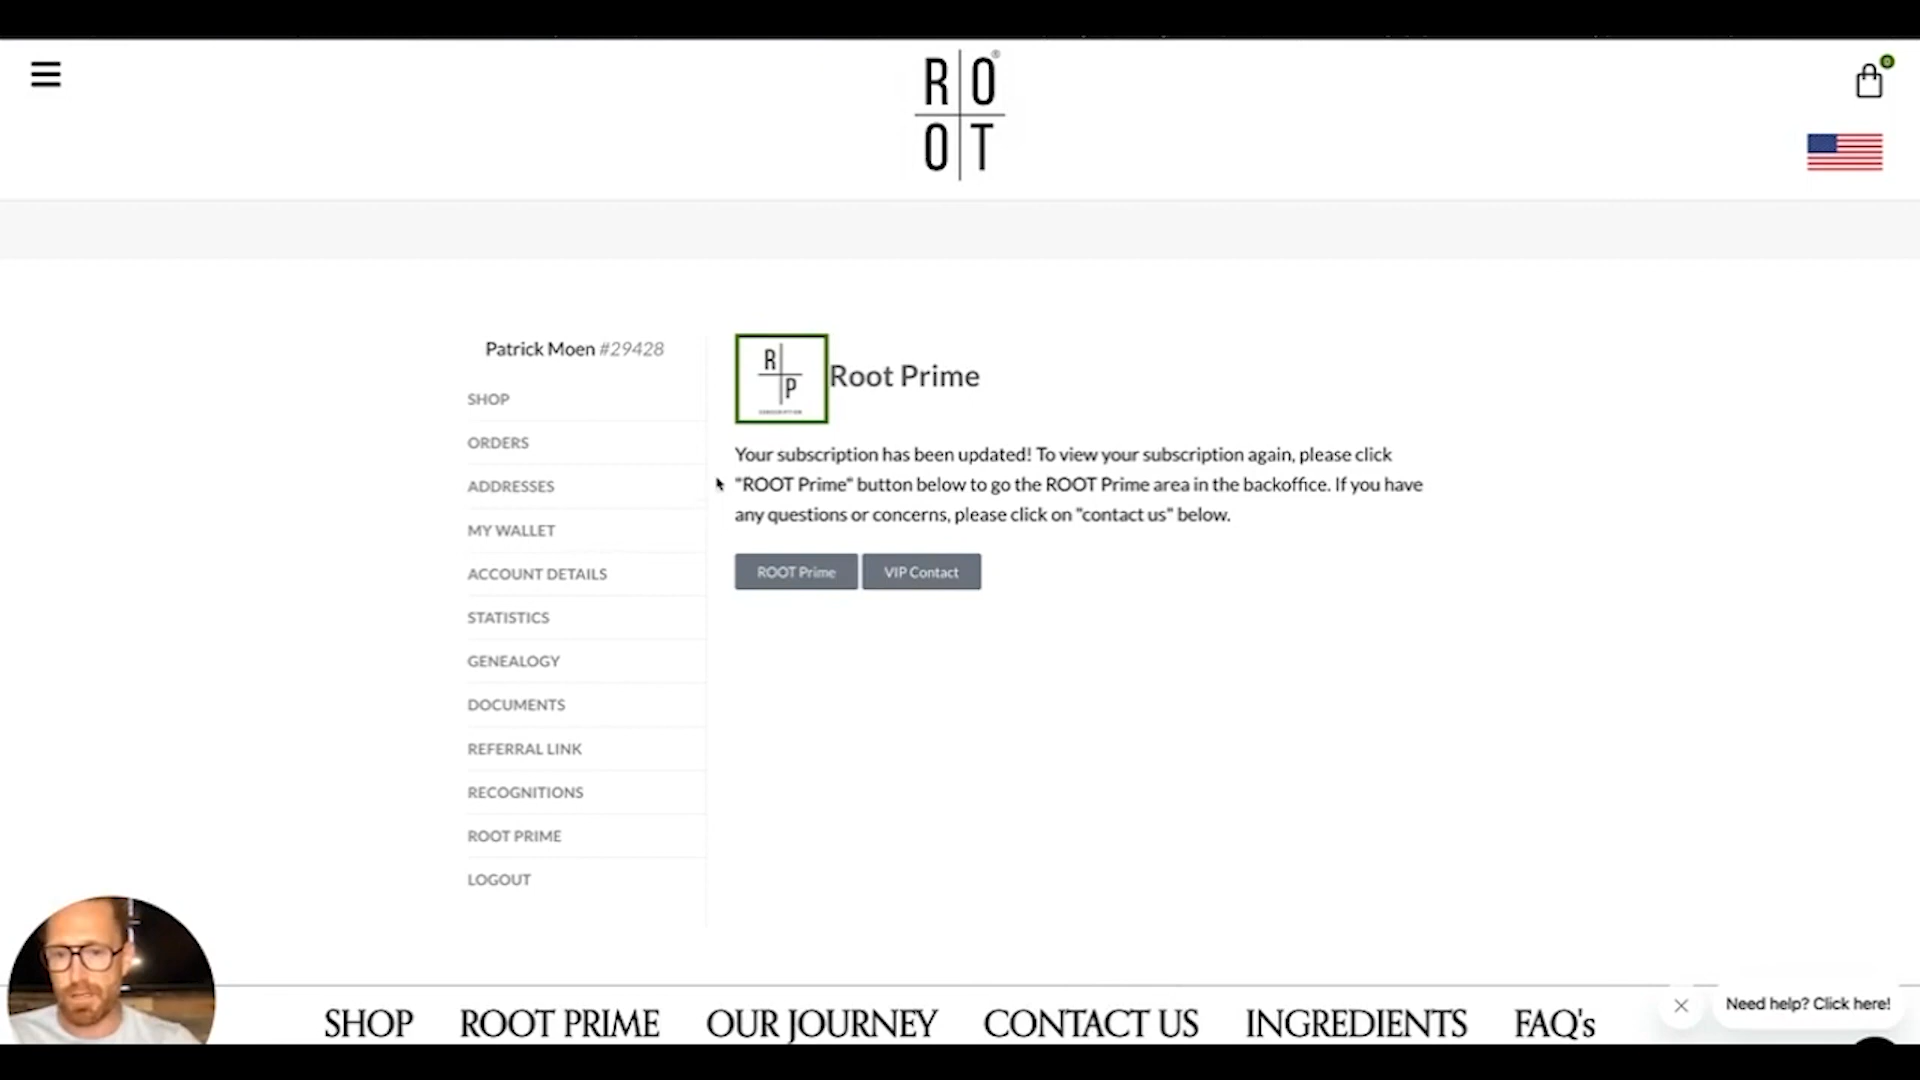 R O ®
O T
Patrick Moen #29428
SHOP
ORDERS
ADDRESSES
MY WALLET
ACCOUNT DETAILS
STATISTICS
GENEALOGY
DOCUMENTS
REFERRAL LINK
RECOGNITIONS
ROOT PRIME
LOGOUT
R
P
Root Prime
Your subscription has been updated! To view your subscription again, please click
"ROOT Prime" button below to go the ROOT Prime area in the backoffice. If you have
any questions or concerns, please click on "contact us" below.
ROOT Prime VIP Contact
Need help? Click here!
SHOP ROOT PRIME OUR JOURNEY CONTACT US INGREDIENTS FAQ's